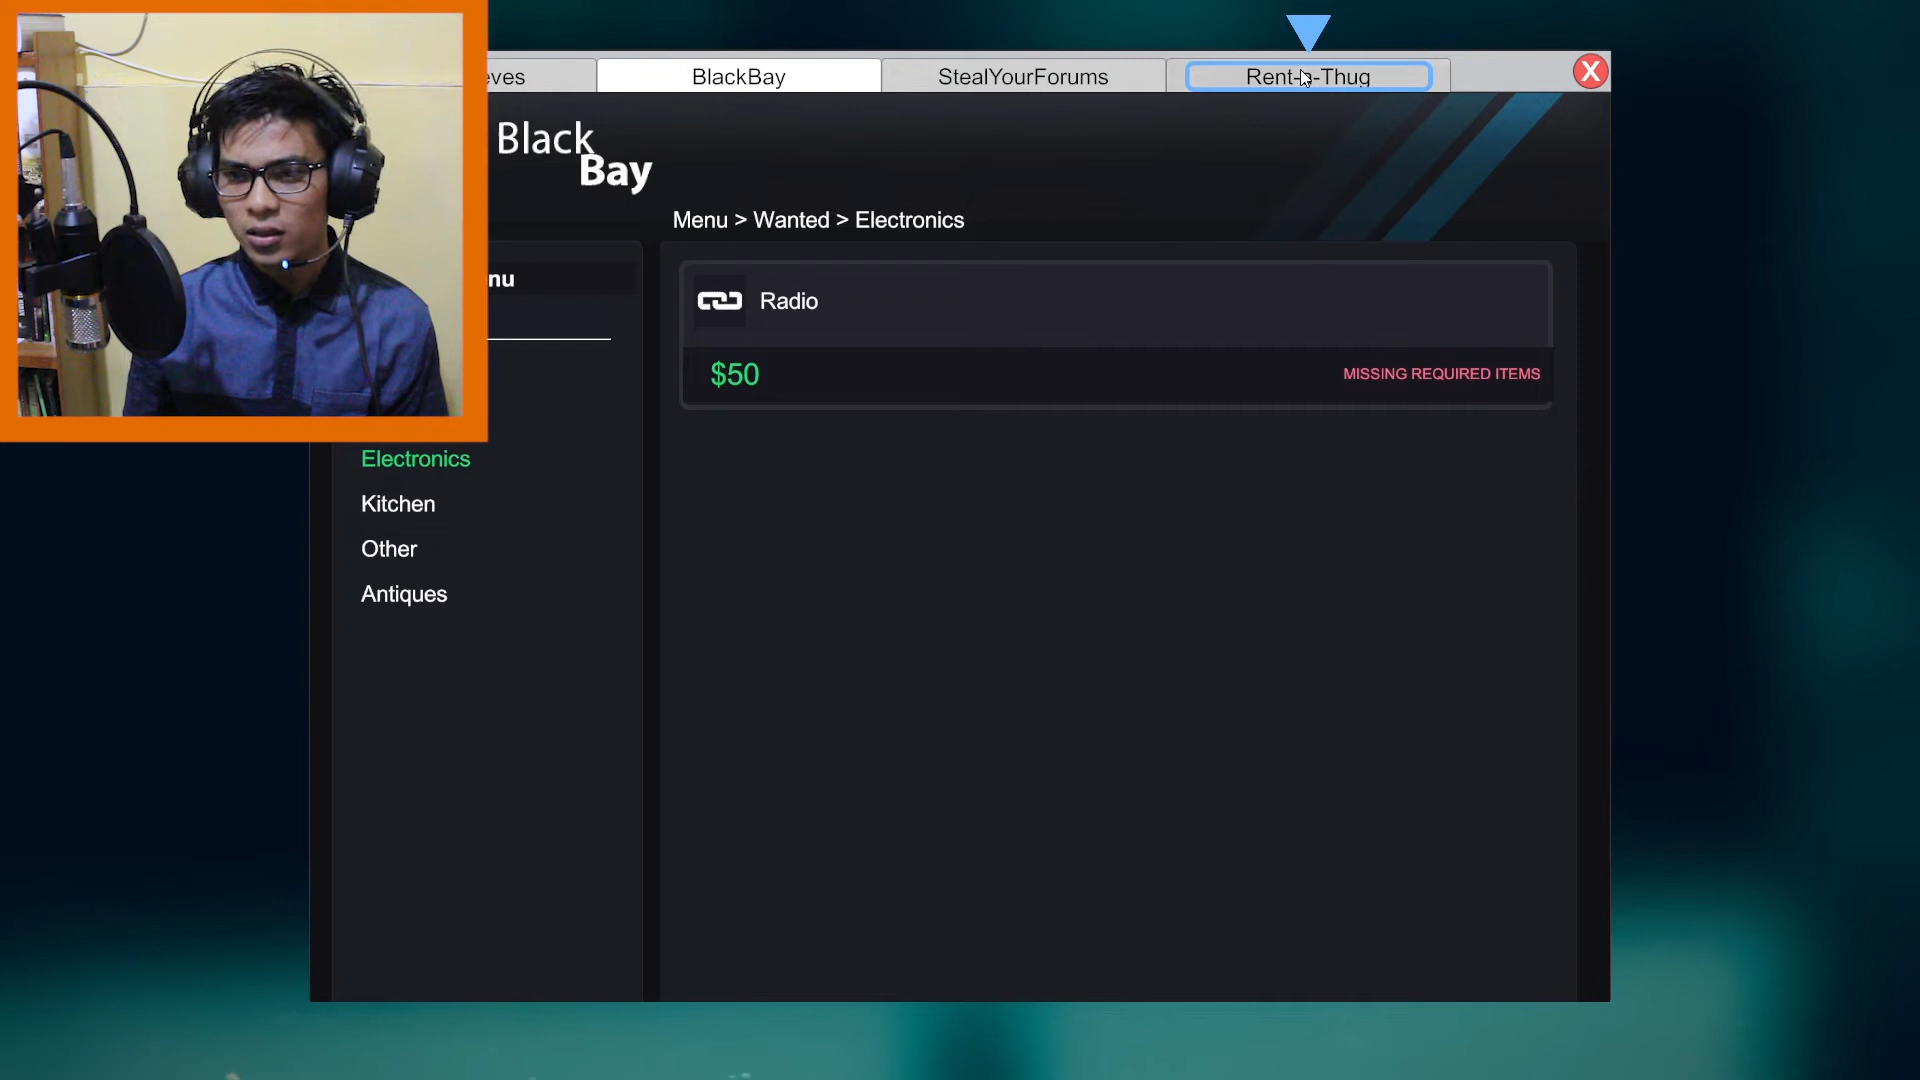 eves
BlackBay
StealYourForums
Rent-a-Thug
X
Black
Bay
Menu > Wanted > Electronics
nu
Radio
$50
MISSING REQUIRED ITEMS
Electronics
Kitchen
Other
Antiques